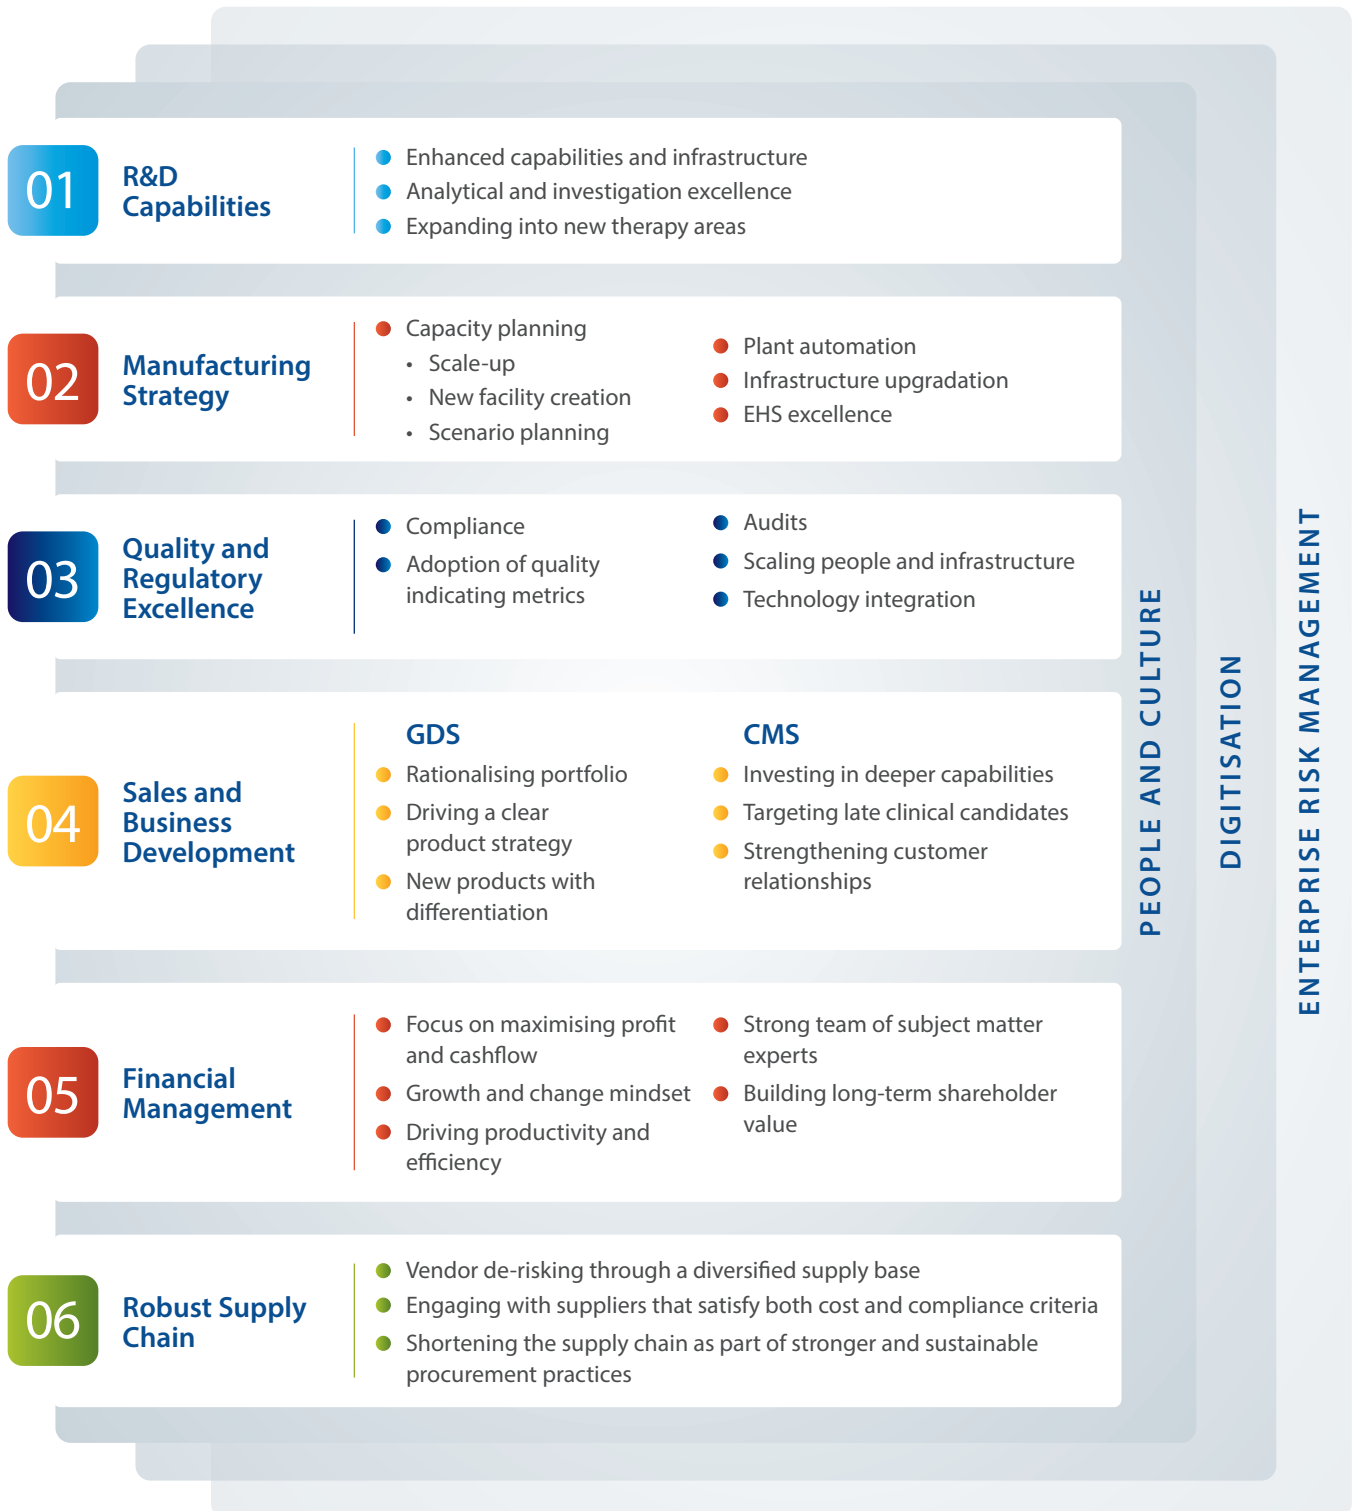 01
R&D
Capabilities
Enhanced capabilities and infrastructure
Analytical and investigation excellence
Expanding into new therapy areas
02
Manufacturing
Strategy
Capacity planning
• Scale-up
• New facility creation
• Scenario planning
Plant automation
Infrastructure upgradation
EHS excellence
03
Quality and
Regulatory
Excellence
Compliance
Adoption of quality
indicating metrics
Audits
Scaling people and infrastructure
Technology integration
04
Sales and
Business
Development
GDS
Rationalising portfolio
Driving a clear
product strategy
New products with
differentiation
CMS
Investing in deeper capabilities
Targeting late clinical candidates
Strengthening customer
relationships
05
Financial
Management
Focus on maximising profit
and cashflow
Growth and change mindset
Driving productivity and
efficiency
Strong team of subject matter
experts
Building long-term shareholder
value
06
Robust Supply
Chain
Vendor de-risking through a diversified supply base
Engaging with suppliers that satisfy both cost and compliance criteria
Shortening the supply chain as part of stronger and sustainable
procurement practices
PEOPLE AND CULTURE
DIGITISATION
ENTERPRISE RISK MANAGEMENT